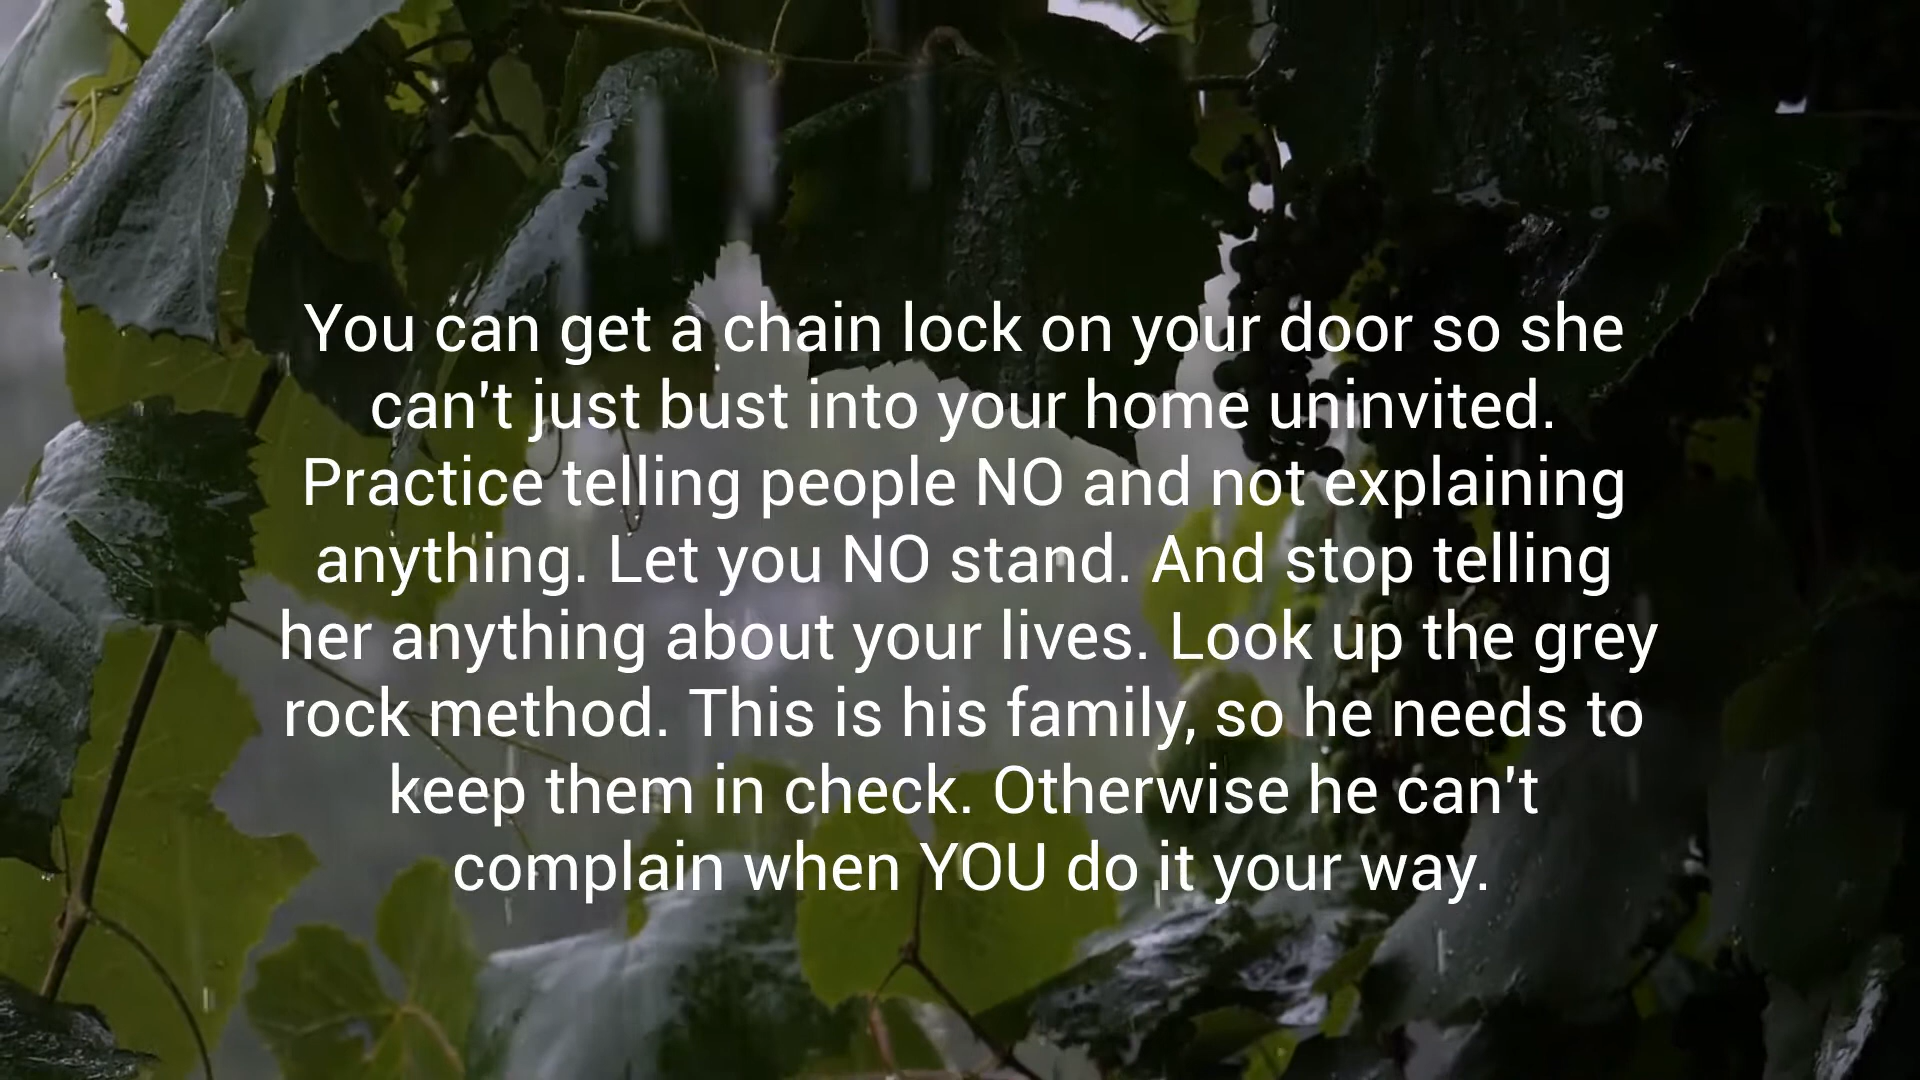 You can get a chain lock on your door so she
can't just bust into your home uninvited.
Practice telling people NO and not explaining
anything. Let you NO stand. And stop telling
her anything about your lives. Look up the grey
rock method. This is his family, so he needs to
keep them in check. Otherwise he can't
complain when YOU do it your way.